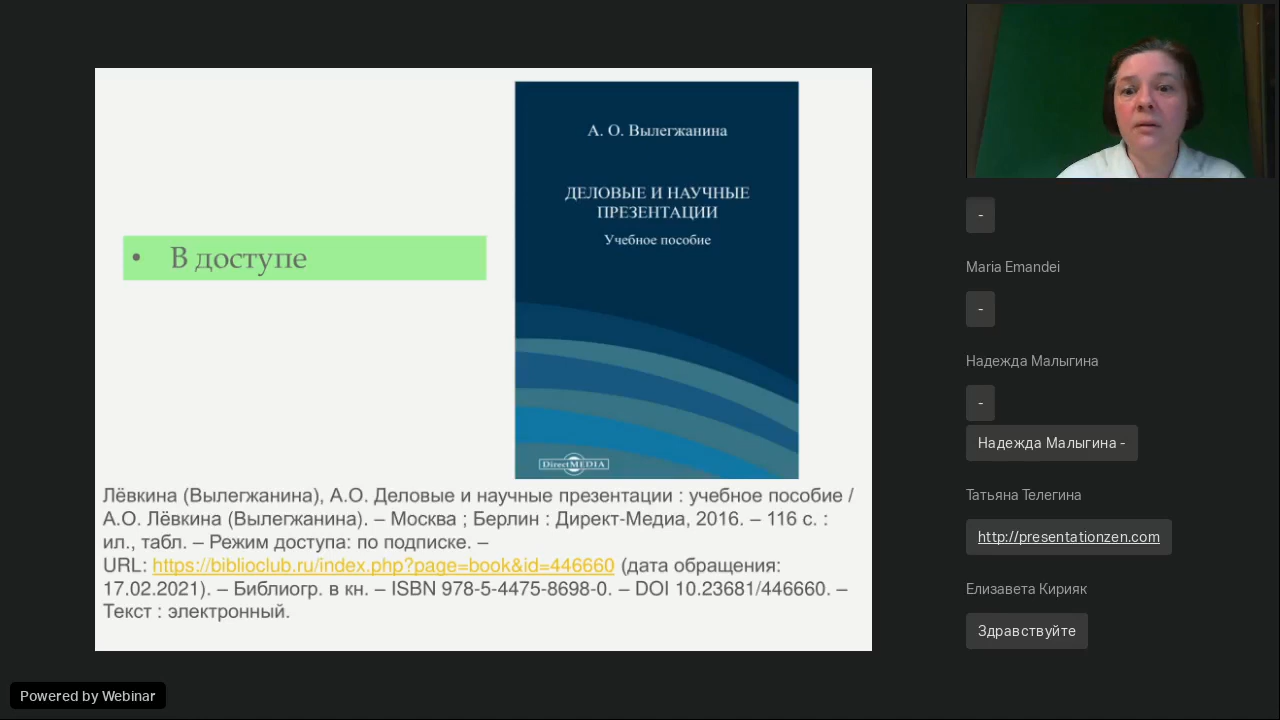 А. О. Вылегжанина
ДЕЛОВЫЕ И НАУЧНЫЕ
ПРЕЗЕНТАЦИИ
Учебное пособие
• В доступе
DirectMEDIA
Лёвкина (Вылегжанина), А.О. Деловые и научные презентации : учебное пособие /
А.О. Лёвкина (Вылегжанина). – Москва ; Берлин : Директ-Медиа, 2016. – 116 с. :
ил., табл. – Режим доступа: по подписке. –
URL: https://biblioclub.ru/index.php?page=book&id=446660 (дата обращения:
17.02.2021). – Библиогр. в кн. – ISBN 978-5-4475-8698-0. – DOI 10.23681/446660. –
Текст : электронный.
-
Maria Emandei
-
Надежда Малыгина
-
Надежда Малыгина -
Татьяна Телегина
http://presentationzen.com
Елизавета Кирияк
Здравствуйте
Powered by Webinar